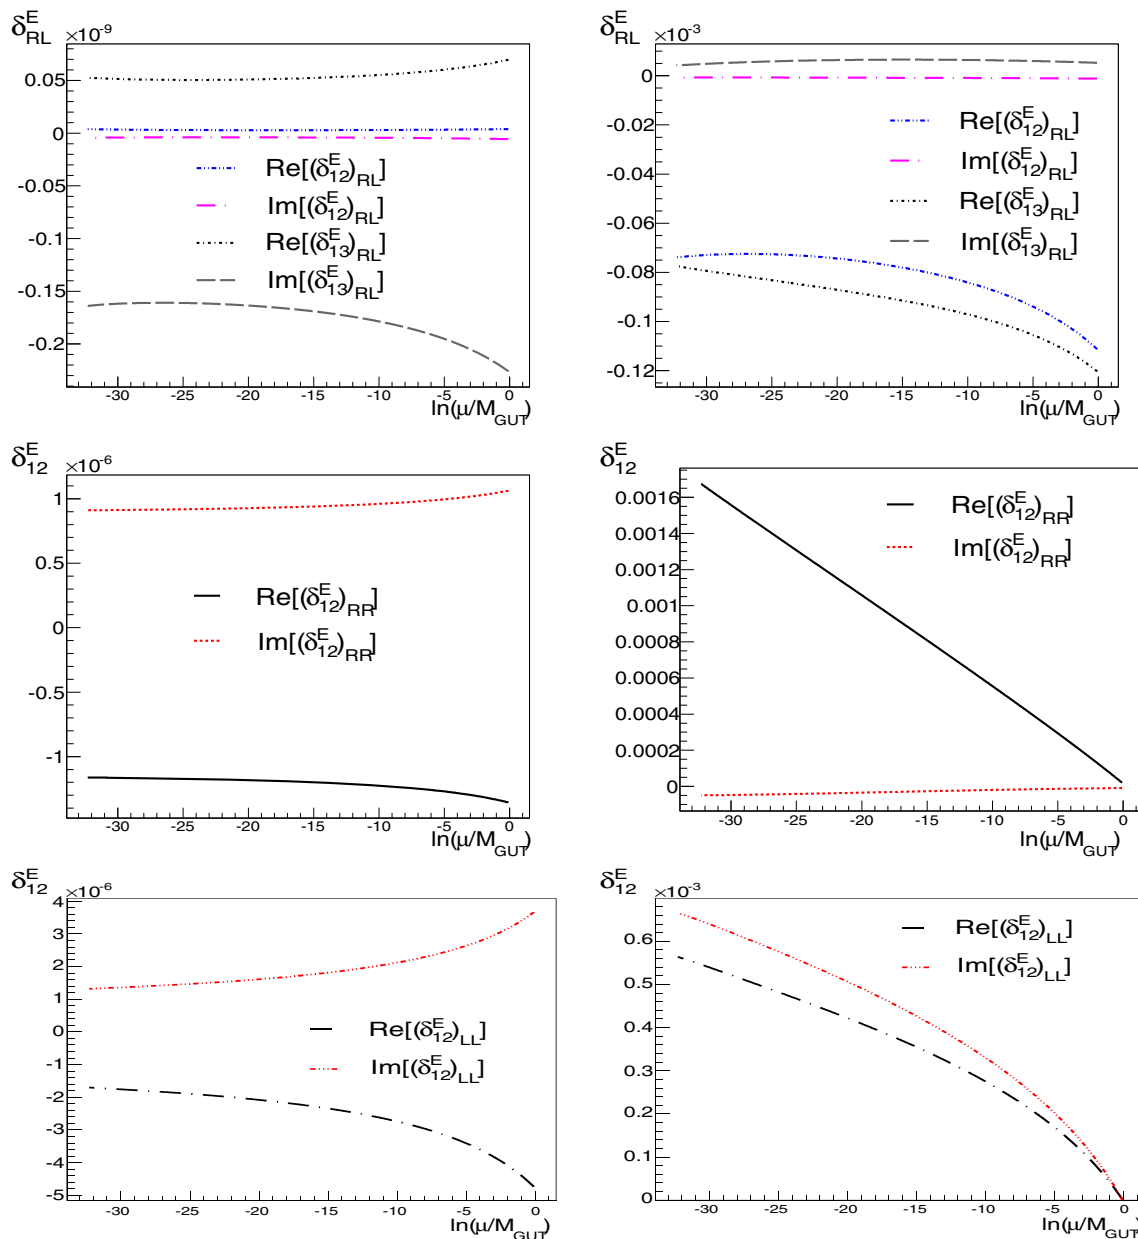 δ^E_RL ×10^-9
0.05
0
-0.05
-0.1
-0.15
-0.2
Re[(δ^E_12)_RL]
Im[(δ^E_12)_RL]
Re[(δ^E_13)_RL]
Im[(δ^E_13)_RL]
-30 -25 -20 -15 -10 -5 0
ln(μ/M_GUT)
δ^E_RL ×10^-3
0
-0.02
-0.04
-0.06
-0.08
-0.1
-0.12
Re[(δ^E_12)_RL]
Im[(δ^E_12)_RL]
Re[(δ^E_13)_RL]
Im[(δ^E_13)_RL]
-30 -25 -20 -15 -10 -5 0
ln(μ/M_GUT)
δ^E_12 ×10^-6
1
0.5
0
-0.5
-1
Re[(δ^E_12)_RR]
Im[(δ^E_12)_RR]
-30 -25 -20 -15 -10 -5 0
ln(μ/M_GUT)
δ^E_12
0.0016
0.0014
0.0012
0.001
0.0008
0.0006
0.0004
0.0002
0
Re[(δ^E_12)_RR]
Im[(δ^E_12)_RR]
-30 -25 -20 -15 -10 -5 0
ln(μ/M_GUT)
δ^E_12 ×10^-6
4
3
2
1
0
-1
-2
-3
-4
-5
Re[(δ^E_12)_LL]
Im[(δ^E_12)_LL]
-30 -25 -20 -15 -10 -5 0
ln(μ/M_GUT)
δ^E_12 ×10^-3
0.6
0.5
0.4
0.3
0.2
0.1
0
Re[(δ^E_12)_LL]
Im[(δ^E_12)_LL]
-30 -25 -20 -15 -10 -5 0
ln(μ/M_GUT)